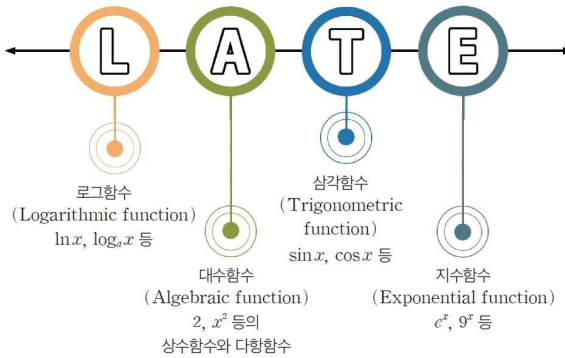 L A T E
로그함수
(Logarithmic function)
ln x, logₐ x 등
대수함수
(Algebraic function)
2, x² 등의
상수함수와 다항함수
삼각함수
(Trigonometric
function)
sin x, cos x 등
지수함수
(Exponential function)
eˣ, 9ˣ 등